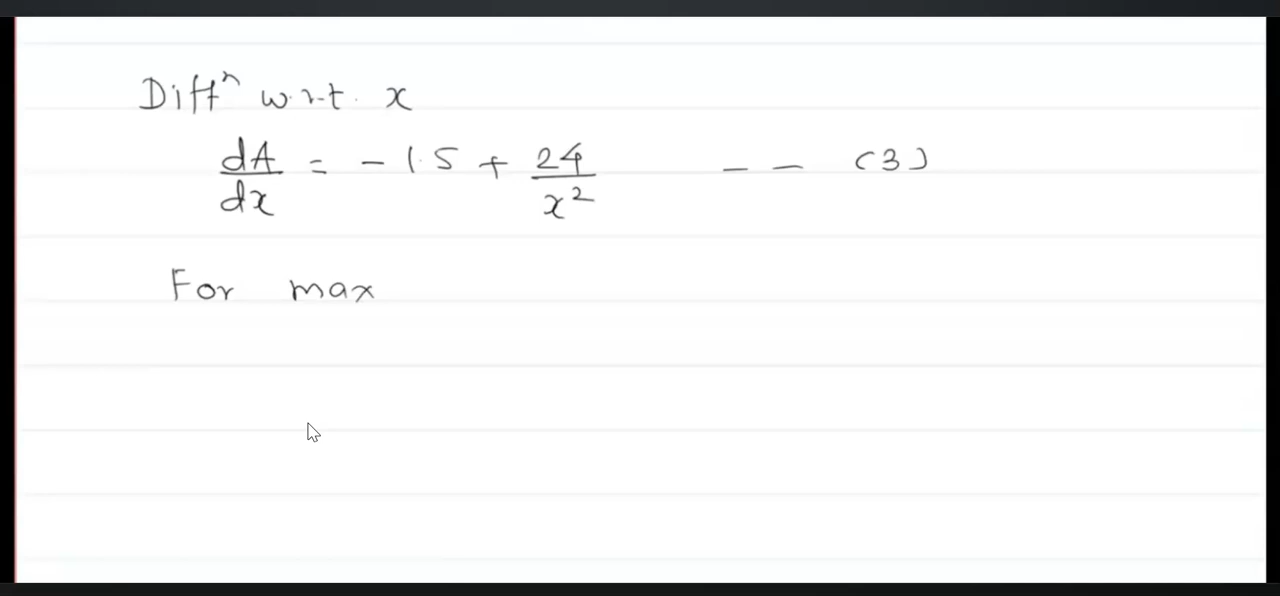 Diffⁿ w.r.t. x
dA/dx = - 1.5 + 24/x² - - (3)
For max